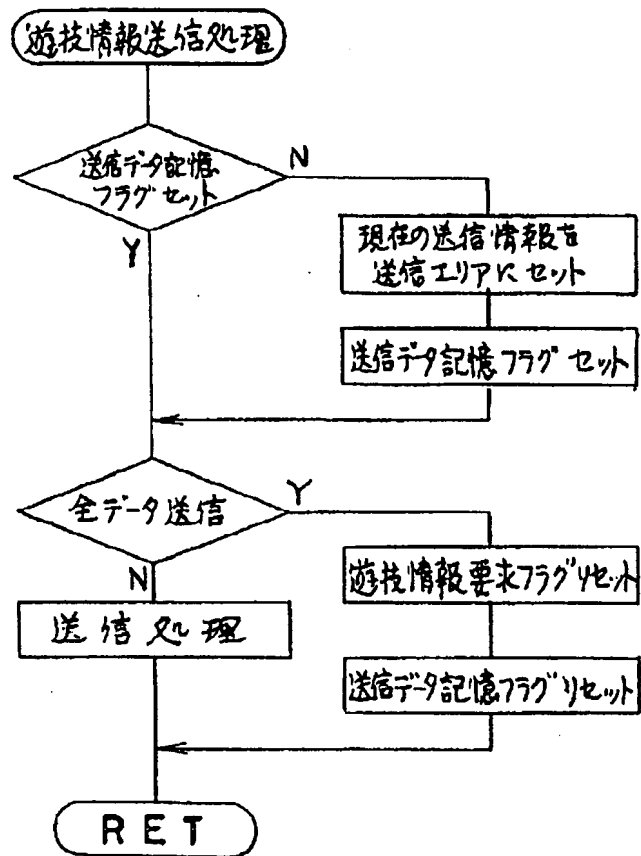 遊技情報送信処理
送信データ記憶
フラグセット
N
Y
現在の送信情報を
送信エリアにセット
送信データ記憶フラグセット
全データ送信
Y
N
遊技情報要求フラグリセット
送信処理
送信データ記憶フラグリセット
RET